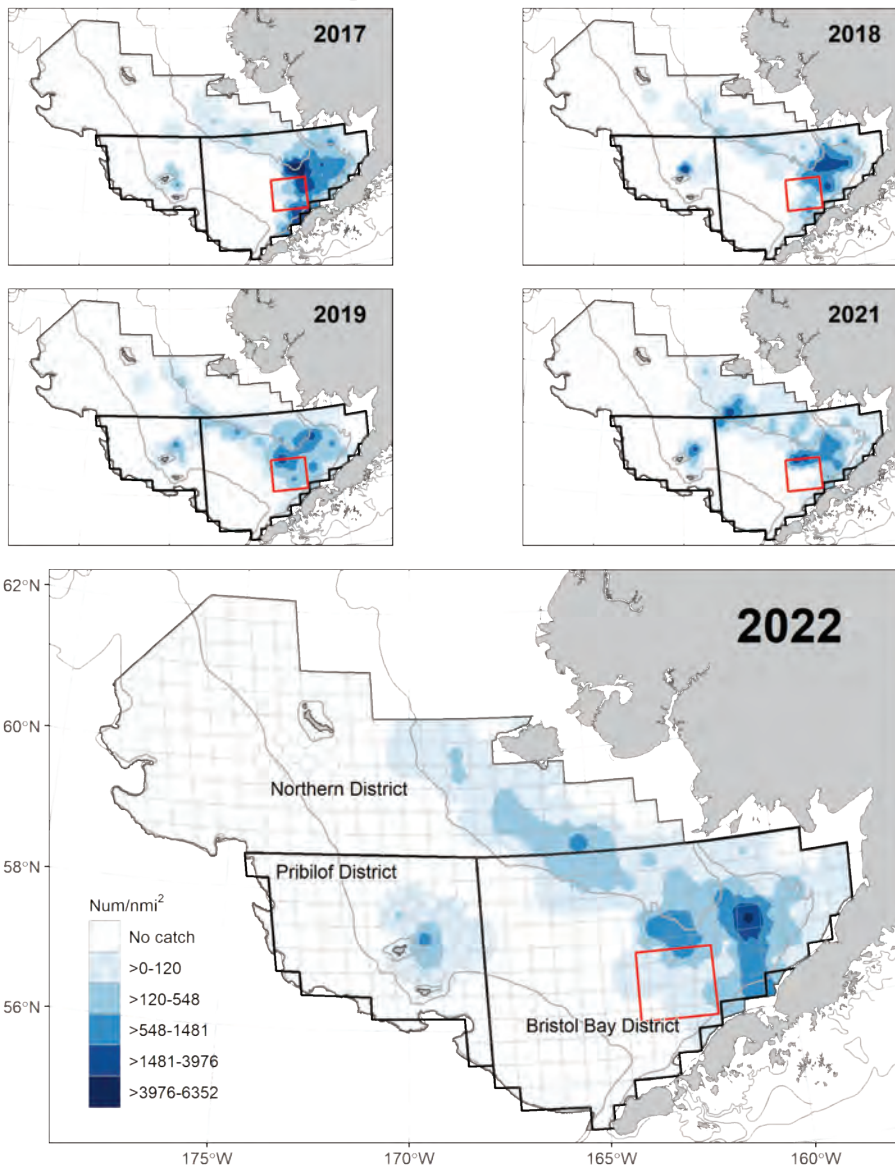 2017
2018
2019
2021
2022
62°N
60°N
58°N
56°N
Northern District
Pribilof District
Bristol Bay District
Num/nmi²
No catch
>0-120
>120-548
>548-1481
>1481-3976
>3976-6352
175°W
170°W
165°W
160°W